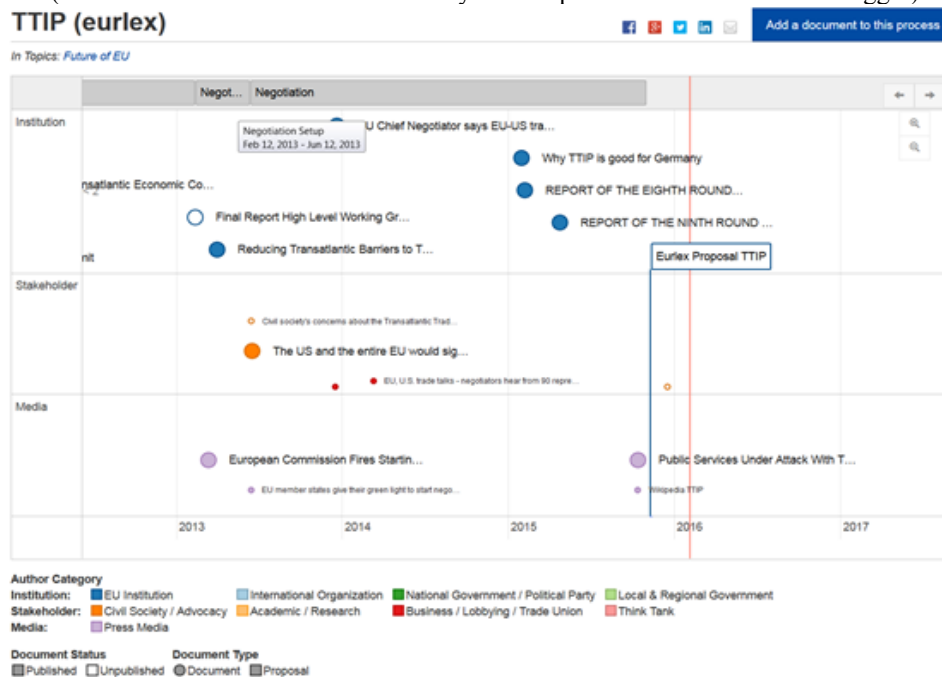 TTIP (eurlex)
Add a document to this process
In Topics: Future of EU
Negot... Negotiation
Institution
Negotiation Setup
Feb 12, 2013 - Jun 12, 2013
U Chief Negotiator says EU-US tra...
Why TTIP is good for Germany
nsatlantic Economic Co...
REPORT OF THE EIGHTH ROUND...
Final Report High Level Working Gr...
REPORT OF THE NINTH ROUND ...
Reducing Transatlantic Barriers to T...
nit
Eurlex Proposal TTIP
Stakeholder
Civil society's concerns about the Transatlantic Trad...
The US and the entire EU would sig...
EU, U.S. trade talks - negotiators hear from 90 repre...
Media
European Commission Fires Startin...
Public Services Under Attack With T...
EU member states give their green light to start nego...
Wikipedia TTIP
2013 2014 2015 2016 2017
Author Category
Institution: EU Institution International Organization National Government / Political Party Local & Regional Government
Stakeholder: Civil Society / Advocacy Academic / Research Business / Lobbying / Trade Union Think Tank
Media: Press Media
Document Status Document Type
Published Unpublished Document Proposal